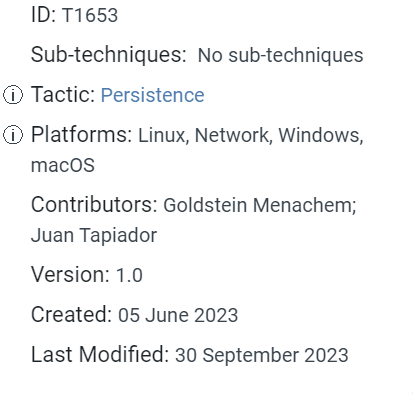 ID: T1653
Sub-techniques: No sub-techniques
Tactic: Persistence
Platforms: Linux, Network, Windows,
macOS
Contributors: Goldstein Menachem;
Juan Tapiador
Version: 1.0
Created: 05 June 2023
Last Modified: 30 September 2023